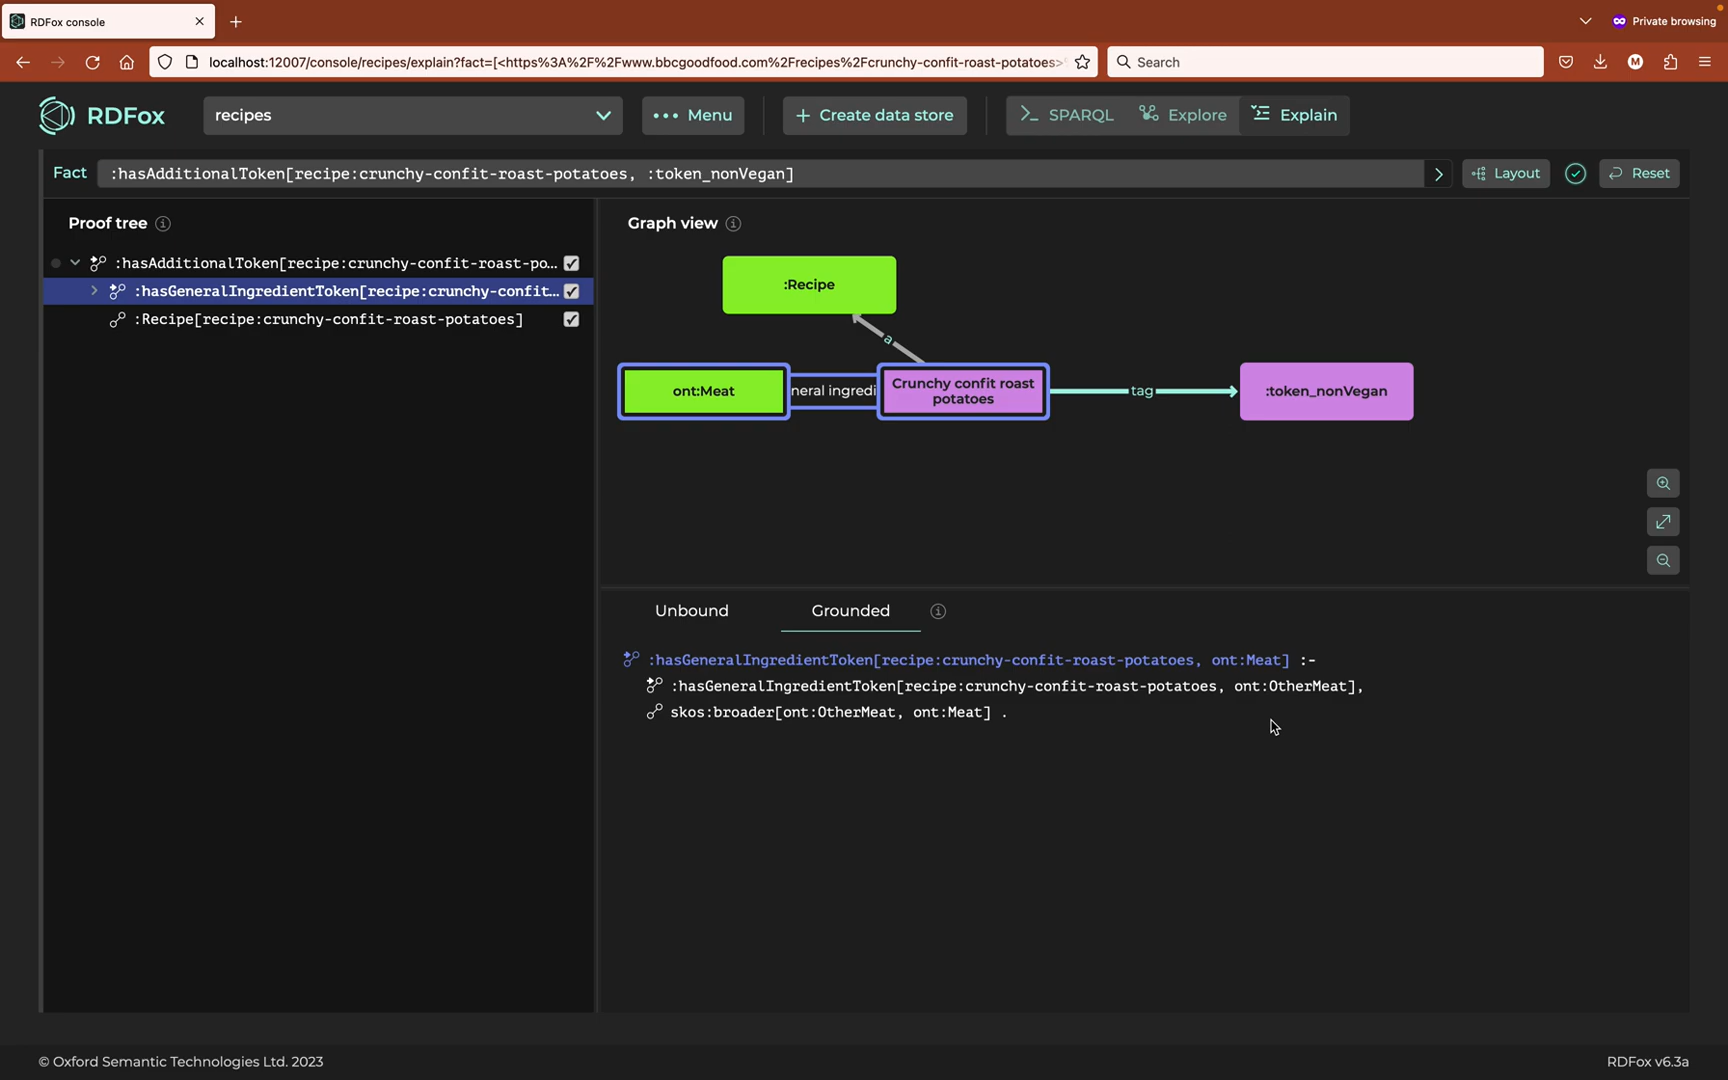 RDFox console
Private browsing
localhost:12007/console/recipes/explain?fact=[<https%3A%2F%2Fwww.bbcgoodfood.com%2Frecipes%2Fcrunchy-confit-roast-potatoes>
Search
M
RDFox
recipes
Menu
Create data store
SPARQL
Explore
Explain
Fact
:hasAdditionalToken[recipe:crunchy-confit-roast-potatoes, :token_nonVegan]
Layout
Reset
Proof tree
:hasAdditionalToken[recipe:crunchy-confit-roast-po...
:hasGeneralIngredientToken[recipe:crunchy-confit...
:Recipe[recipe:crunchy-confit-roast-potatoes]
Graph view
:Recipe
a
ont:Meat
neral ingredi
Crunchy confit roast
potatoes
tag
:token_nonVegan
Unbound
Grounded
:hasGeneralIngredientToken[recipe:crunchy-confit-roast-potatoes, ont:Meat] :-
:hasGeneralIngredientToken[recipe:crunchy-confit-roast-potatoes, ont:OtherMeat],
skos:broader[ont:OtherMeat, ont:Meat] .
© Oxford Semantic Technologies Ltd. 2023
RDFox v6.3a